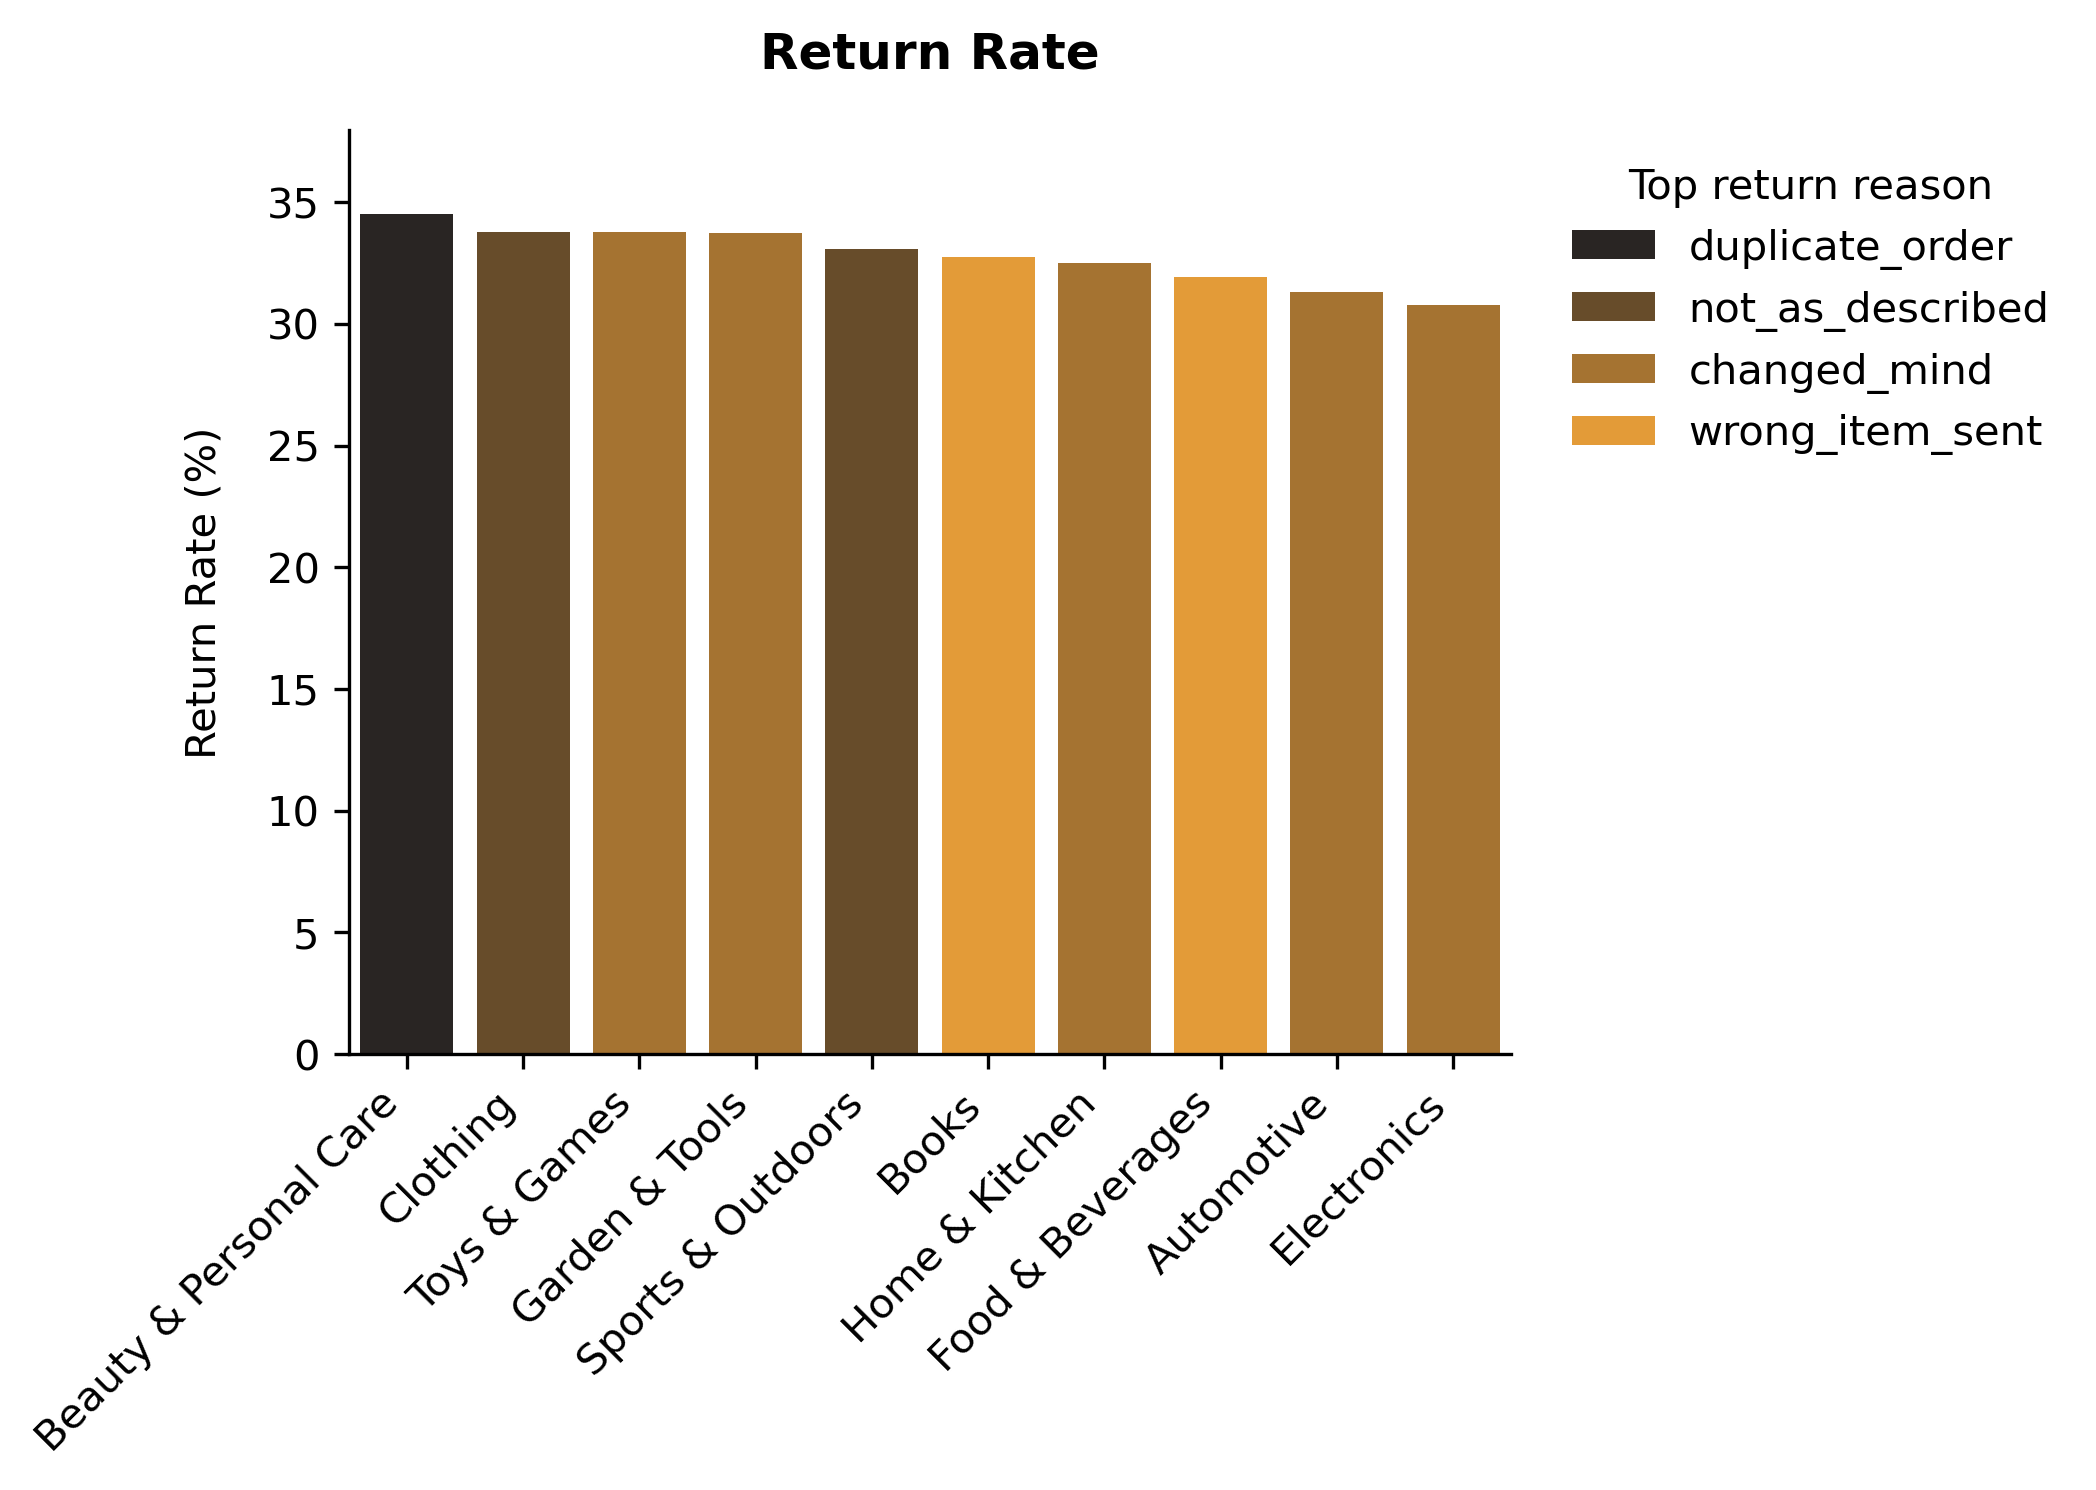 Return Rate
Return Rate (%)
35
30
25
20
15
10
5
0
Beauty & Personal Care
Clothing
Toys & Games
Garden & Tools
Sports & Outdoors
Books
Home & Kitchen
Food & Beverages
Automotive
Electronics
Top return reason
duplicate_order
not_as_described
changed_mind
wrong_item_sent